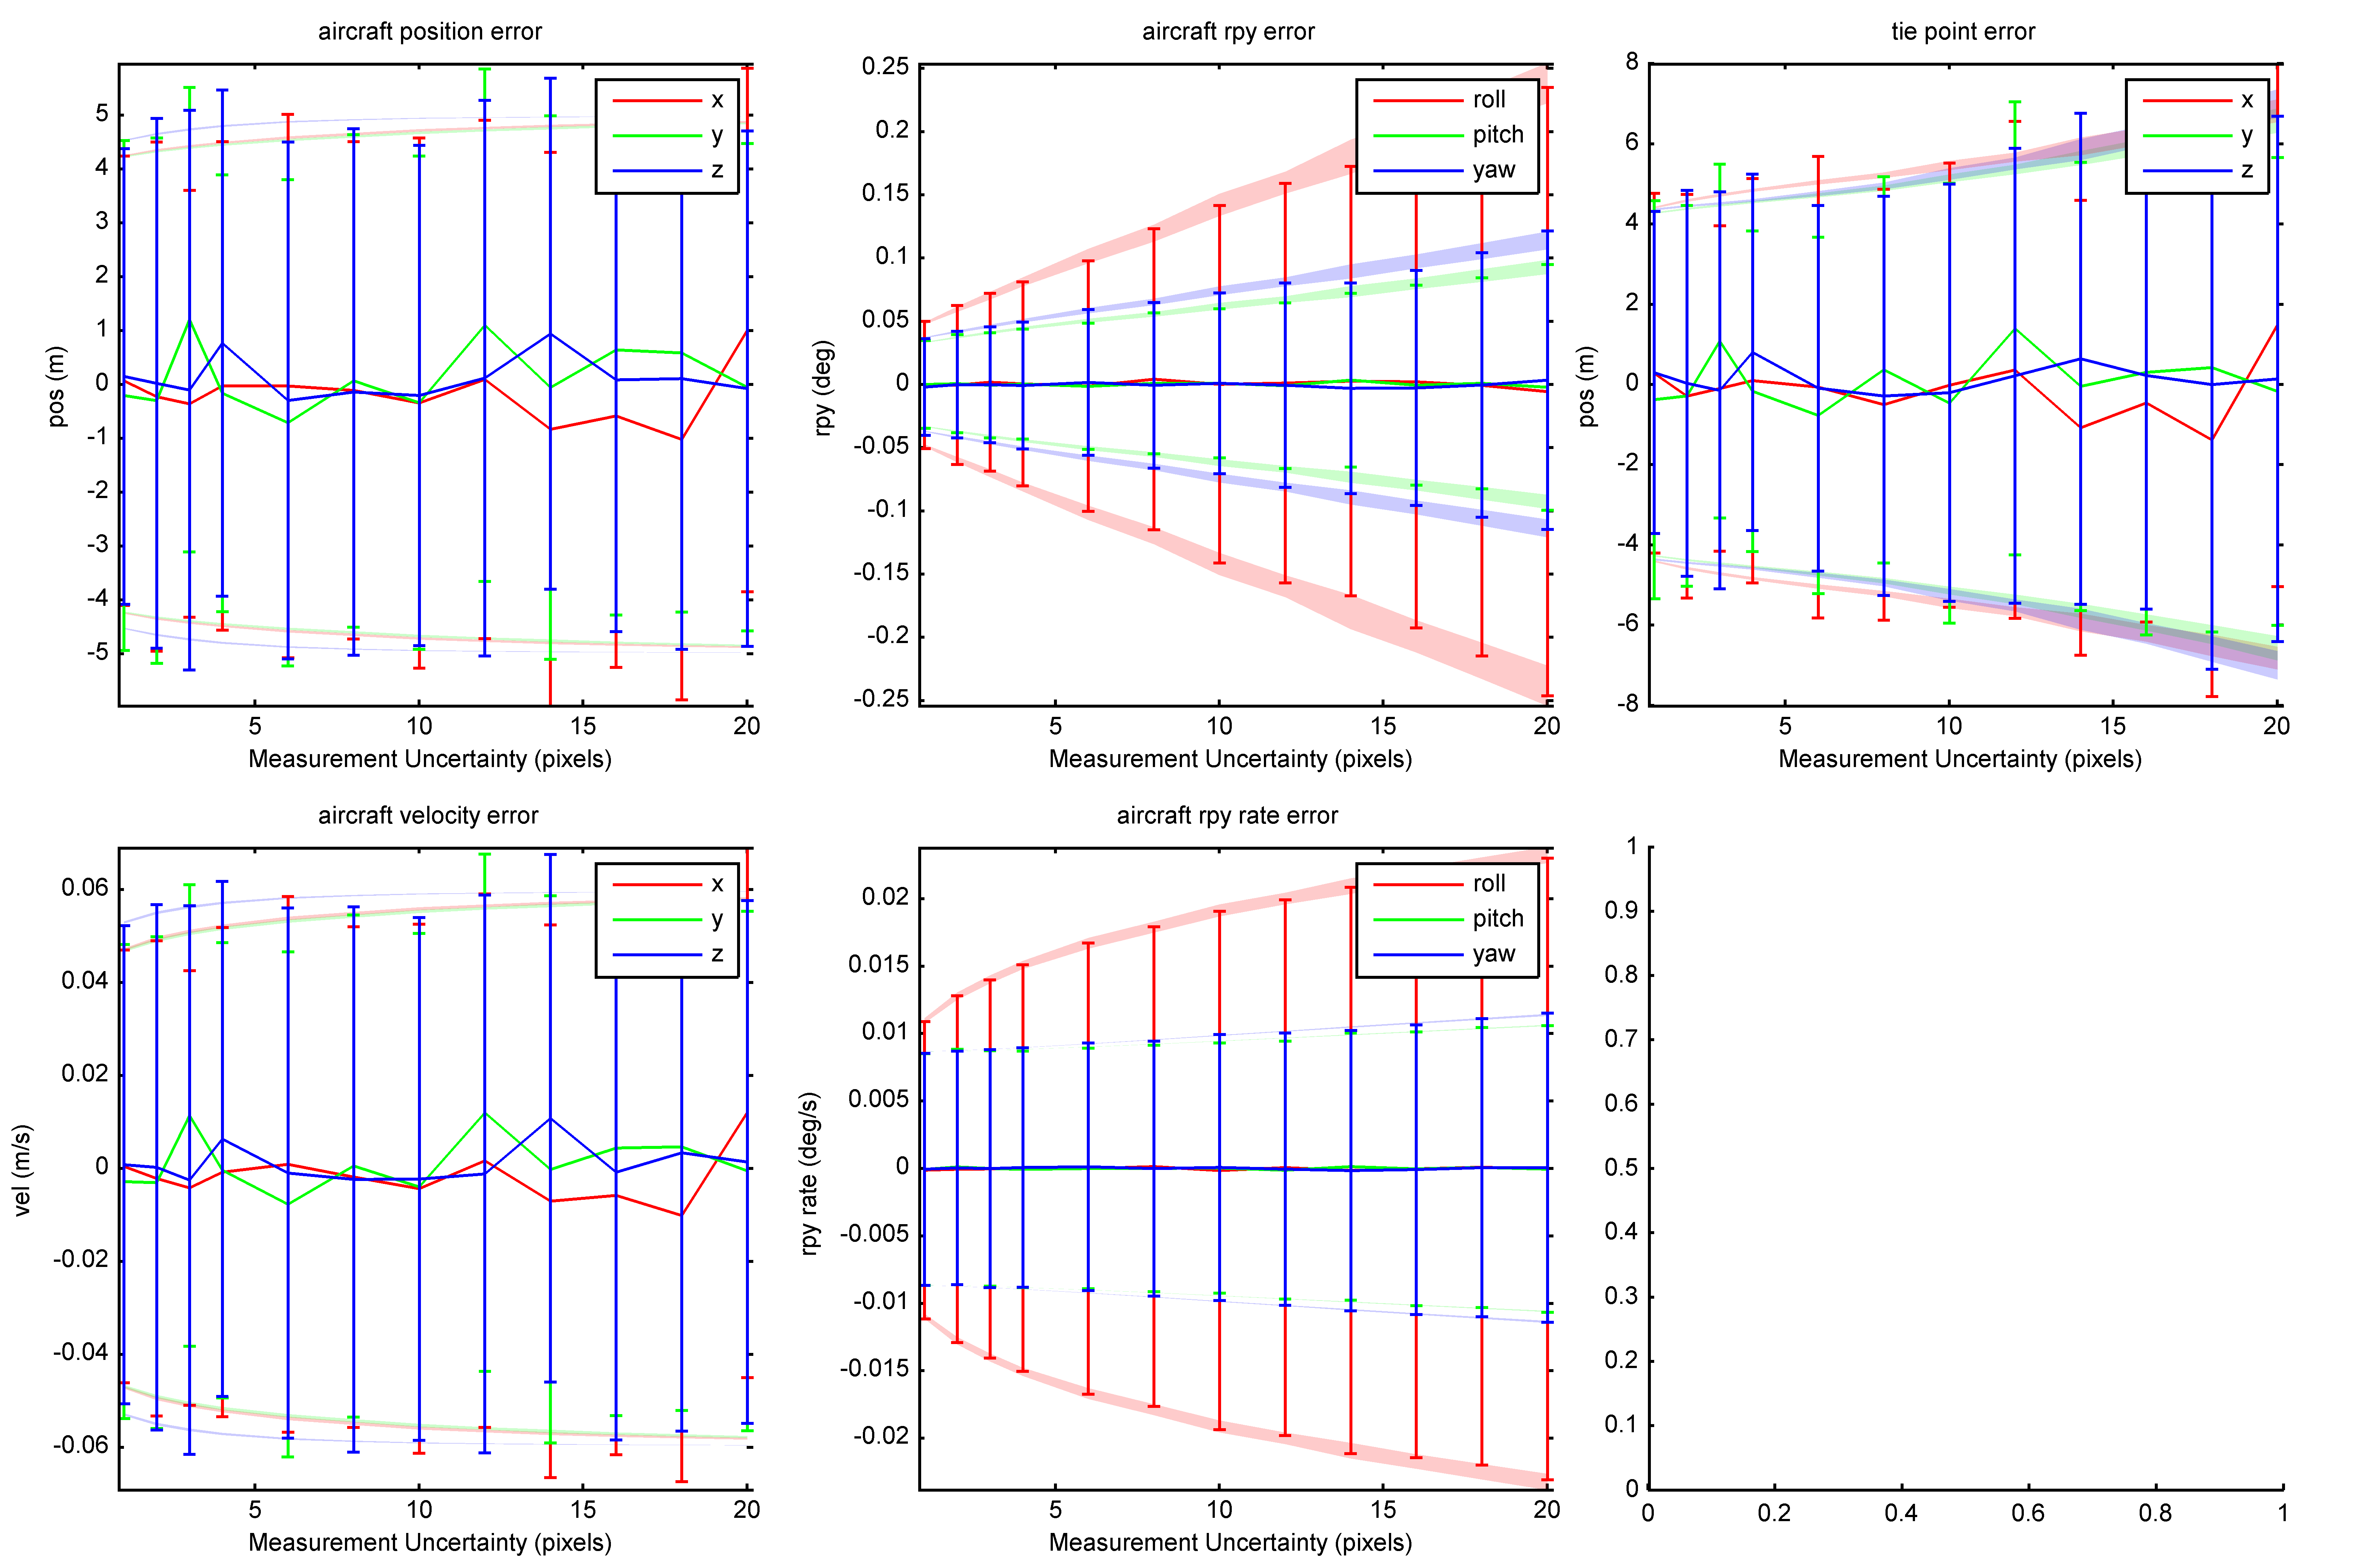 aircraft position error
5
4
3
2
1
0
-1
-2
-3
-4
-5
pos (m)
5
10
15
20
Measurement Uncertainty (pixels)
x
y
z
aircraft rpy error
0.25
0.2
0.15
0.1
0.05
0
-0.05
-0.1
-0.15
-0.2
-0.25
rpy (deg)
5
10
15
20
Measurement Uncertainty (pixels)
roll
pitch
yaw
tie point error
8
6
4
2
0
-2
-4
-6
-8
pos (m)
5
10
15
20
Measurement Uncertainty (pixels)
x
y
z
aircraft velocity error
0.06
0.04
0.02
0
-0.02
-0.04
-0.06
vel (m/s)
5
10
15
20
Measurement Uncertainty (pixels)
x
y
z
aircraft rpy rate error
0.02
0.015
0.01
0.005
0
-0.005
-0.01
-0.015
-0.02
rpy rate (deg/s)
5
10
15
20
Measurement Uncertainty (pixels)
roll
pitch
yaw
1
0.9
0.8
0.7
0.6
0.5
0.4
0.3
0.2
0.1
0
0
0.2
0.4
0.6
0.8
1